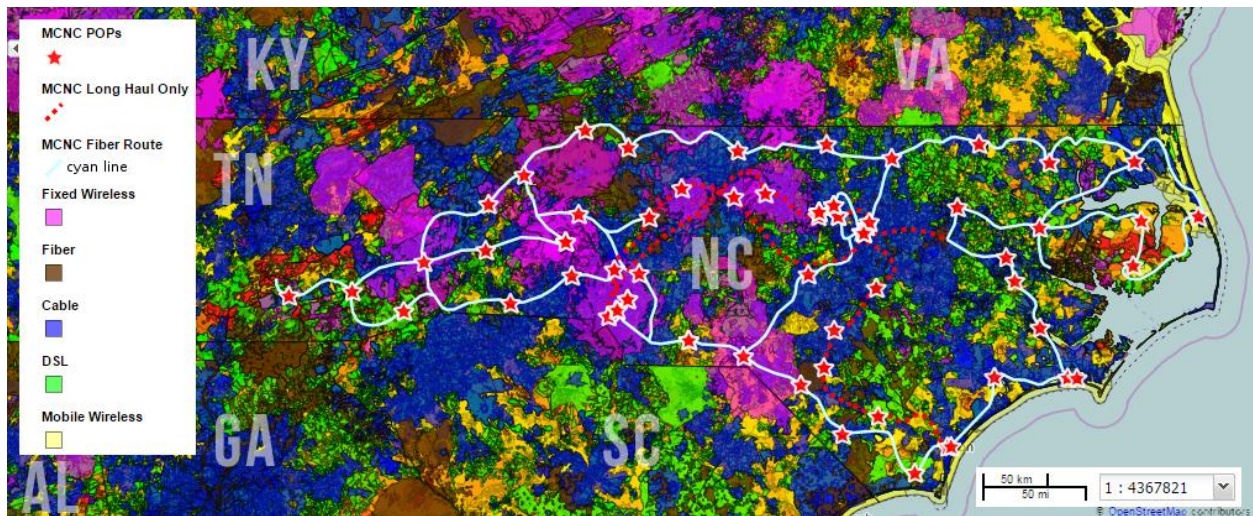 MCNC POPs
MCNC Long Haul Only
MCNC Fiber Route
cyan line
Fixed Wireless
Fiber
Cable
DSL
Mobile Wireless
KY
VA
TN
NC
GA
SC
AL
50 km
50 mi
1 : 4367821
© OpenStreetMap contributors